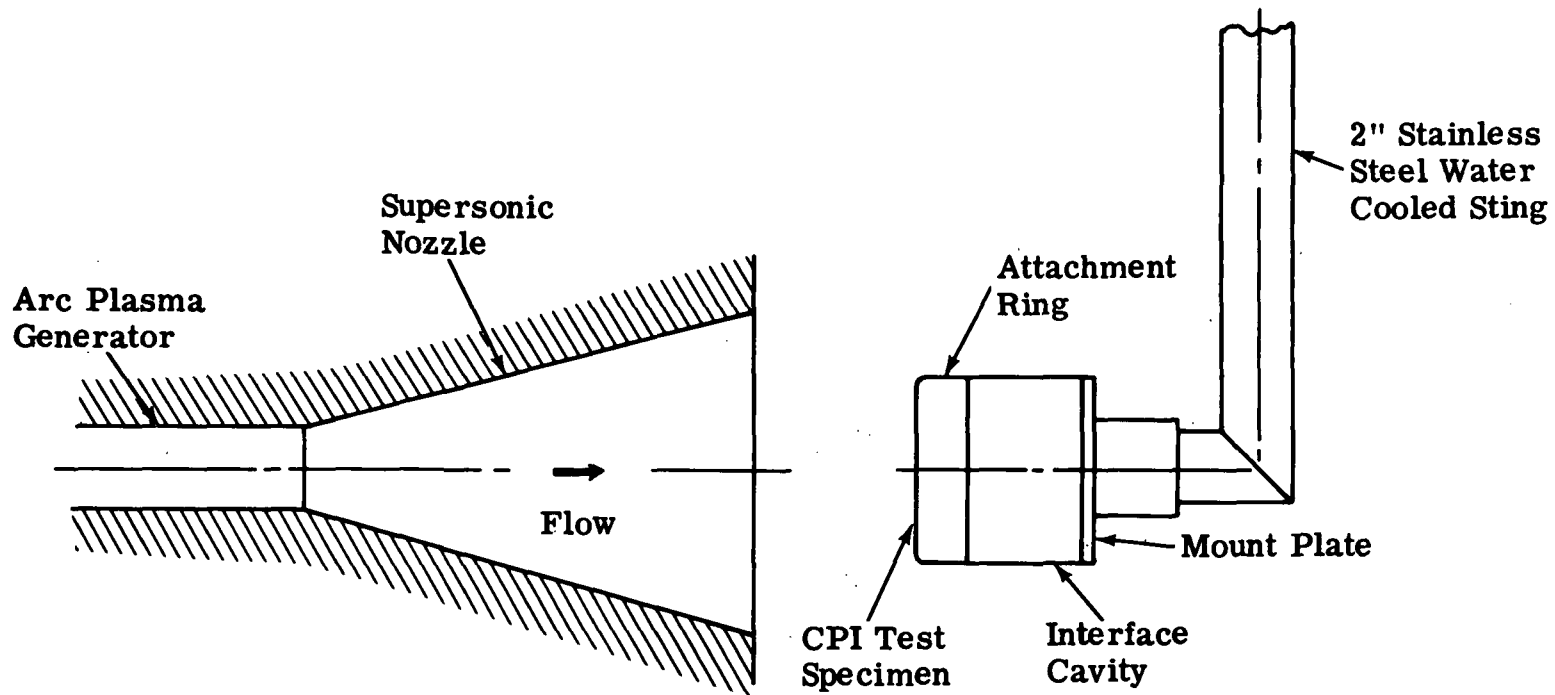 2" Stainless
Steel Water
Cooled Sting
Supersonic
Nozzle
Attachment
Ring
Arc Plasma
Generator
Flow
Mount Plate
CPI Test
Specimen
Interface
Cavity